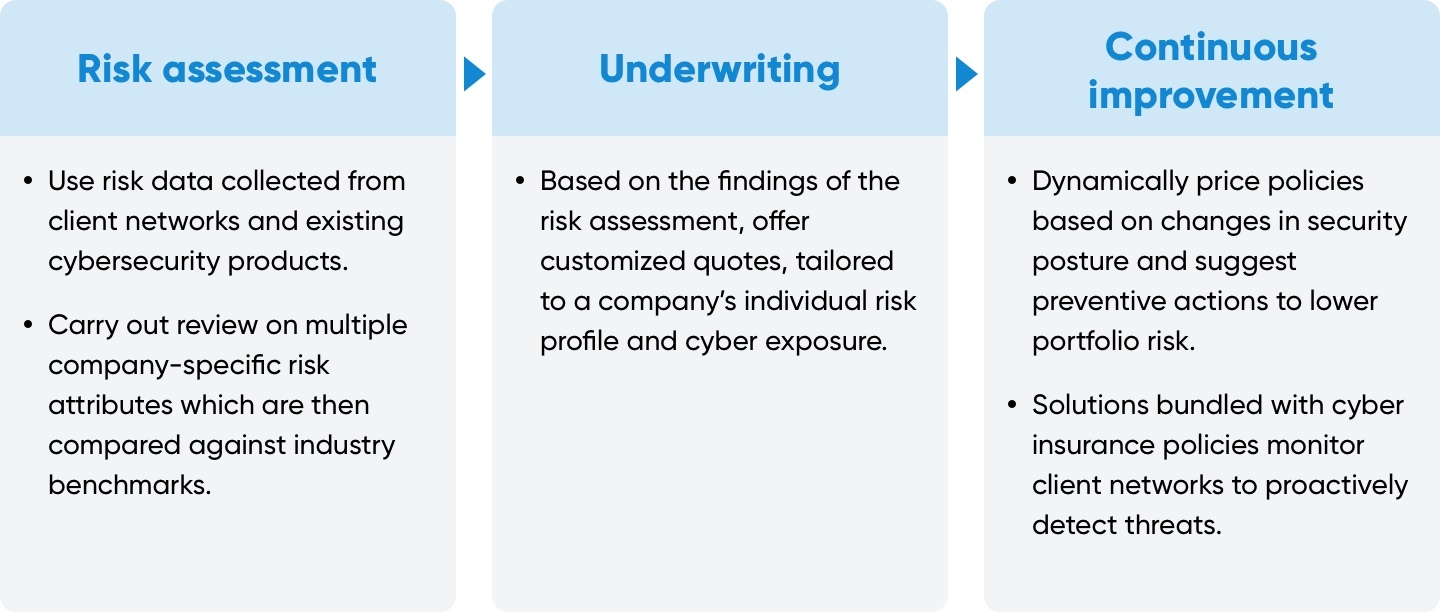 Risk assessment
• Use risk data collected from
client networks and existing
cybersecurity products.
• Carry out review on multiple
company-specific risk
attributes which are then
compared against industry
benchmarks.
Underwriting
• Based on the findings of the
risk assessment, offer
customized quotes, tailored
to a company’s individual risk
profile and cyber exposure.
Continuous
improvement
• Dynamically price policies
based on changes in security
posture and suggest
preventive actions to lower
portfolio risk.
• Solutions bundled with cyber
insurance policies monitor
client networks to proactively
detect threats.